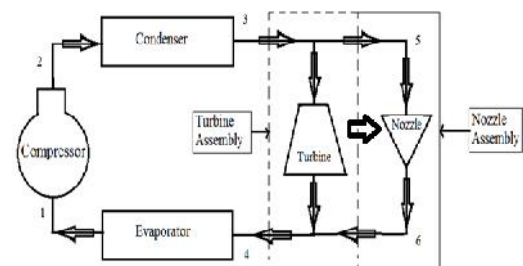 3
Condenser
5
2
Turbine
Assembly
Nozzle
Nozzle
Assembly
Compressor
Turbine
1
Evaporator
4
6